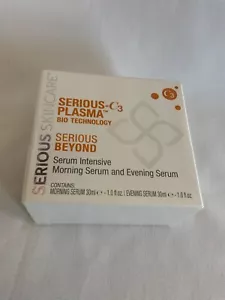 SERIOUS SKINCARE
SERIOUS-C3
PLASMA™
BIO TECHNOLOGY
SERIOUS
BEYOND
Serum Intensive
Morning Serum and Evening Serum
CONTAINS:
MORNING SERUM 30ml e -1.0 fl. oz. / EVENING SERUM 30ml e -1.0 fl. oz.